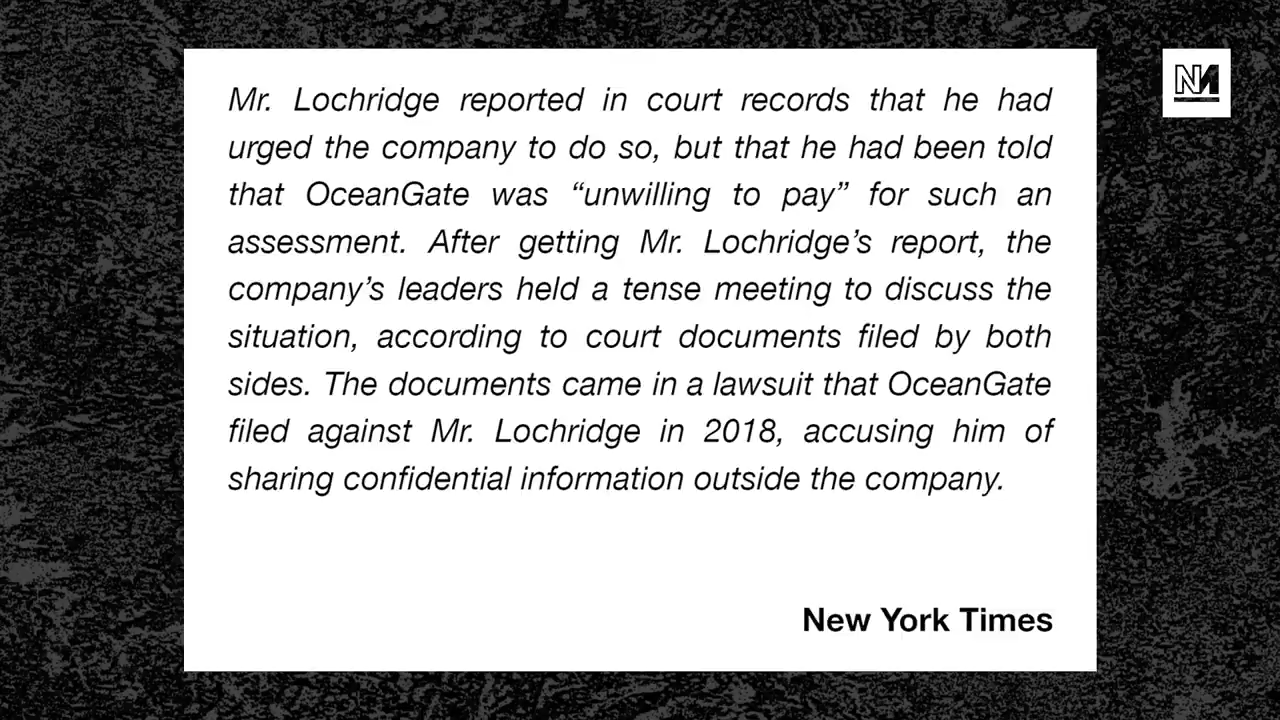 Mr. Lochridge reported in court records that he had
urged the company to do so, but that he had been told
that OceanGate was “unwilling to pay” for such an
assessment. After getting Mr. Lochridge’s report, the
company’s leaders held a tense meeting to discuss the
situation, according to court documents filed by both
sides. The documents came in a lawsuit that OceanGate
filed against Mr. Lochridge in 2018, accusing him of
sharing confidential information outside the company.
New York Times
NM